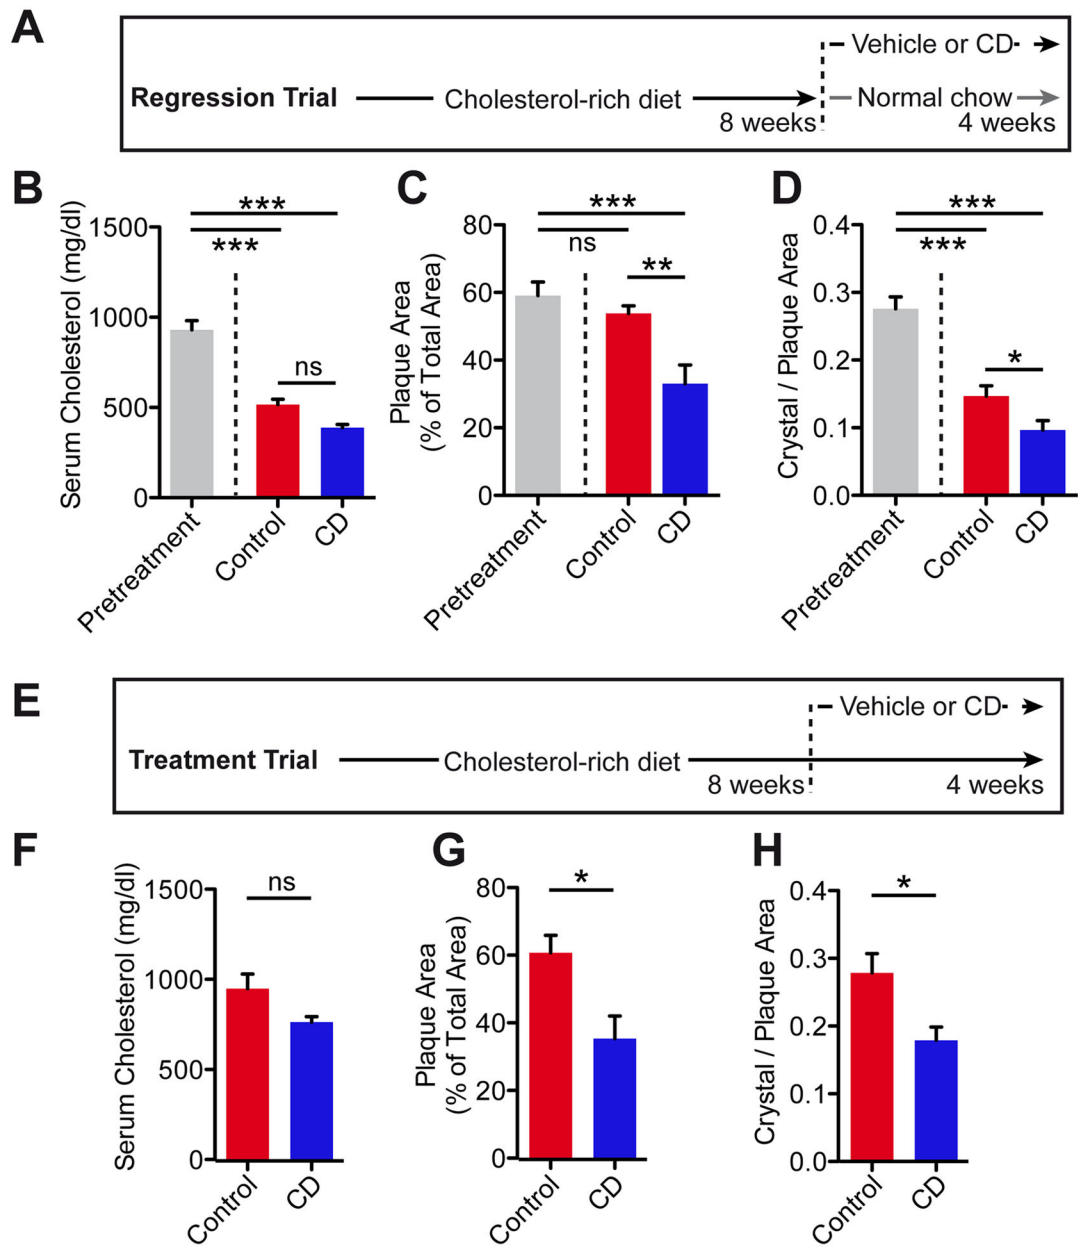 A
Vehicle or CD
Regression Trial
Cholesterol-rich diet
Normal chow
8 weeks
4 weeks
B
C
D
Serum Cholesterol (mg/dl)
1500
1000
500
0
***
***
ns
Pretreatment
Control
CD
Plaque Area
(% of Total Area)
80
60
40
20
0
***
ns
**
Pretreatment
Control
CD
Crystal / Plaque Area
0.4
0.3
0.2
0.1
0.0
***
***
*
Pretreatment
Control
CD
E
Vehicle or CD
Treatment Trial
Cholesterol-rich diet
8 weeks
4 weeks
F
G
H
Serum Cholesterol (mg/dl)
1500
1000
500
0
ns
Control
CD
Plaque Area
(% of Total Area)
80
60
40
20
0
*
Control
CD
Crystal / Plaque Area
0.4
0.3
0.2
0.1
0.0
*
Control
CD